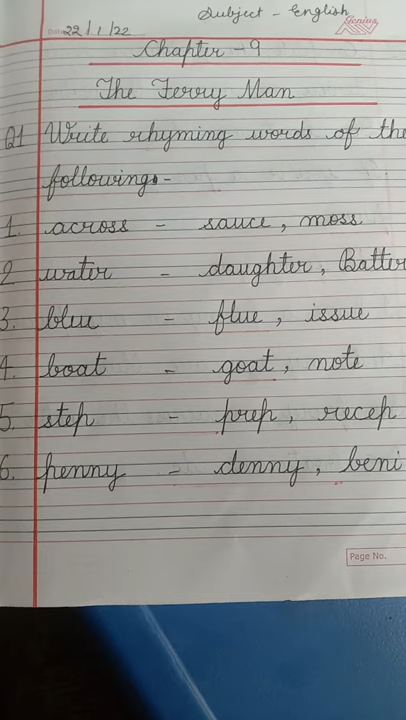 Subject - English
Date 22/1/22
Genius
Chapter - 9
The Ferry Man
Q1 Write rhyming words of the
following:-
1. across - sauce, moss
2 water - daughter, Batter
3. blue - flue, issue
4. boat - goat, note
5. step - prep, recep
6. penny - denny, beni
Page No.